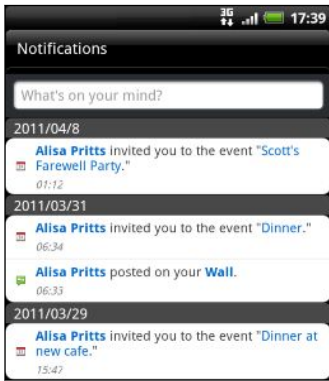 3G 17:39
Notifications
What's on your mind?
2011/04/8
Alisa Pritts invited you to the event "Scott's
Farewell Party."
01:12
2011/03/31
Alisa Pritts invited you to the event "Dinner."
06:34
Alisa Pritts posted on your Wall.
06:33
2011/03/29
Alisa Pritts invited you to the event "Dinner at
new cafe."
15:47